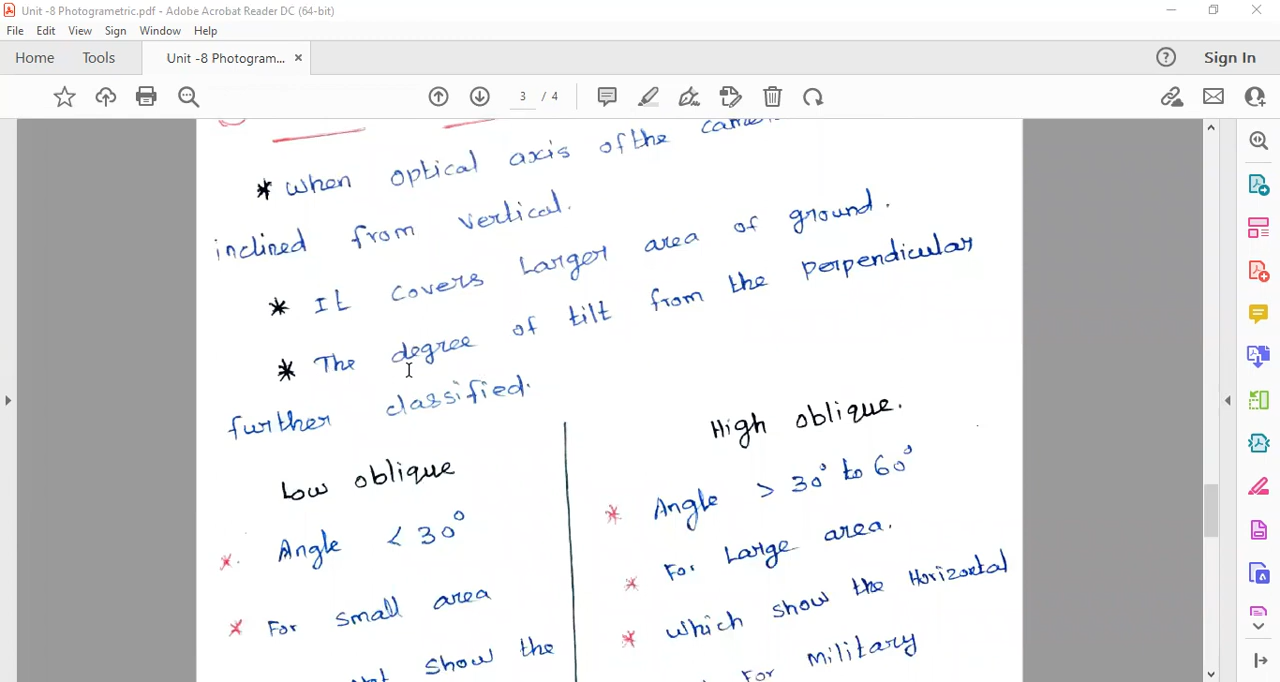 Unit -8 Photogrametric.pdf - Adobe Acrobat Reader DC (64-bit)
File Edit View Sign Window Help
Home Tools Unit -8 Photogram... ×
Sign In
3 / 4
* When optical axis of the
inclined from vertical.
* It covers Larger area of ground.
* The degree of tilt from the perpendicular
further classified.
Low oblique
* Angle < 30°
* For small area
show the
High oblique.
* Angle > 30° to 60°
* For Large area.
* which show the Horizontal
For military